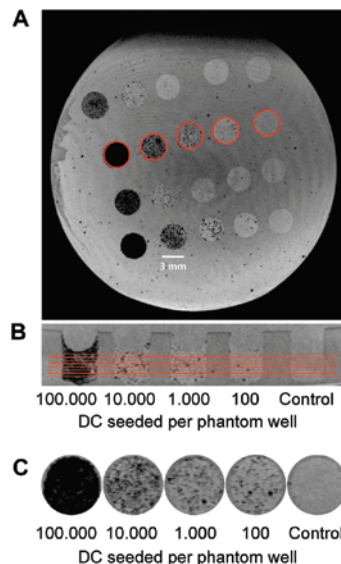 A
3 mm
B
100.000 10.000 1.000 100 Control
DC seeded per phantom well
C
100.000 10.000 1.000 100 Control
DC seeded per phantom well